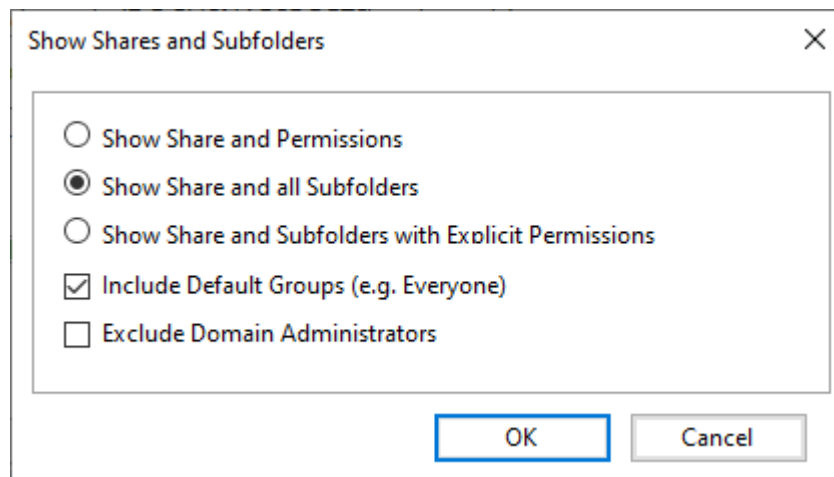 Show Shares and Subfolders
Show Share and Permissions
Show Share and all Subfolders
Show Share and Subfolders with Explicit Permissions
Include Default Groups (e.g. Everyone)
Exclude Domain Administrators
OK Cancel